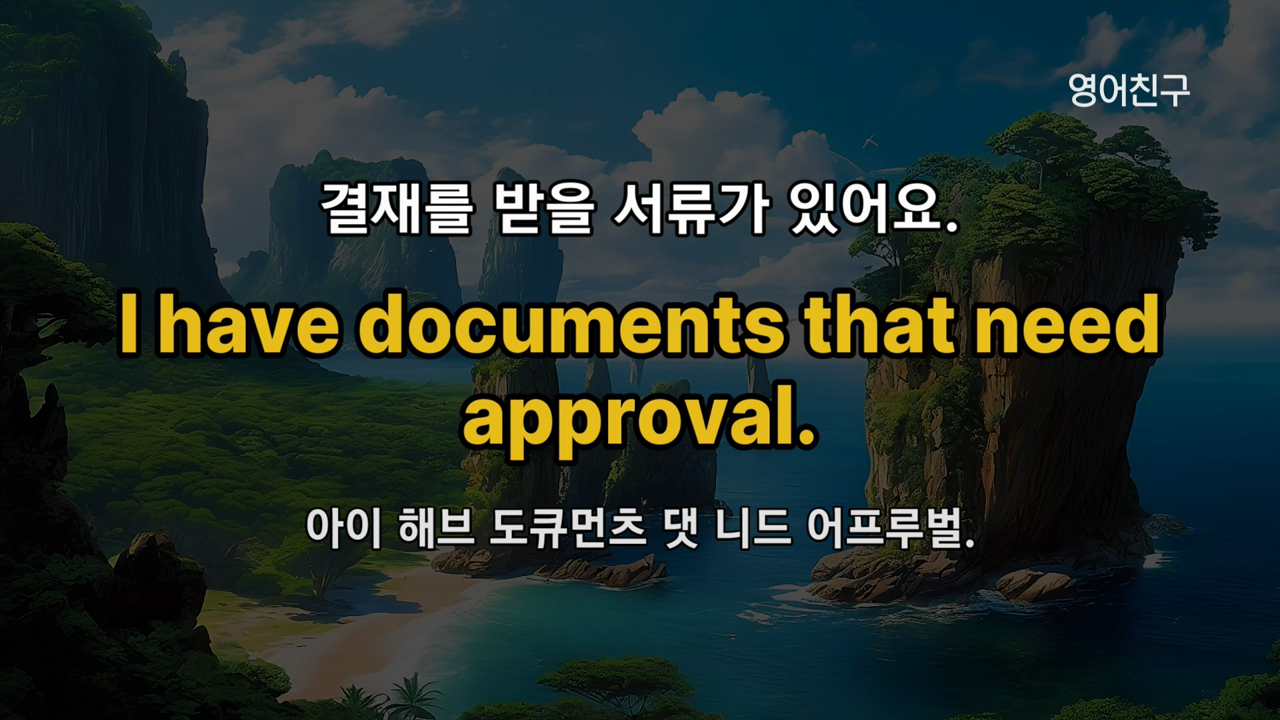 영어친구
결재를 받을 서류가 있어요.
I have documents that need
approval.
아이 해브 도큐먼츠 댓 니드 어프루벌.